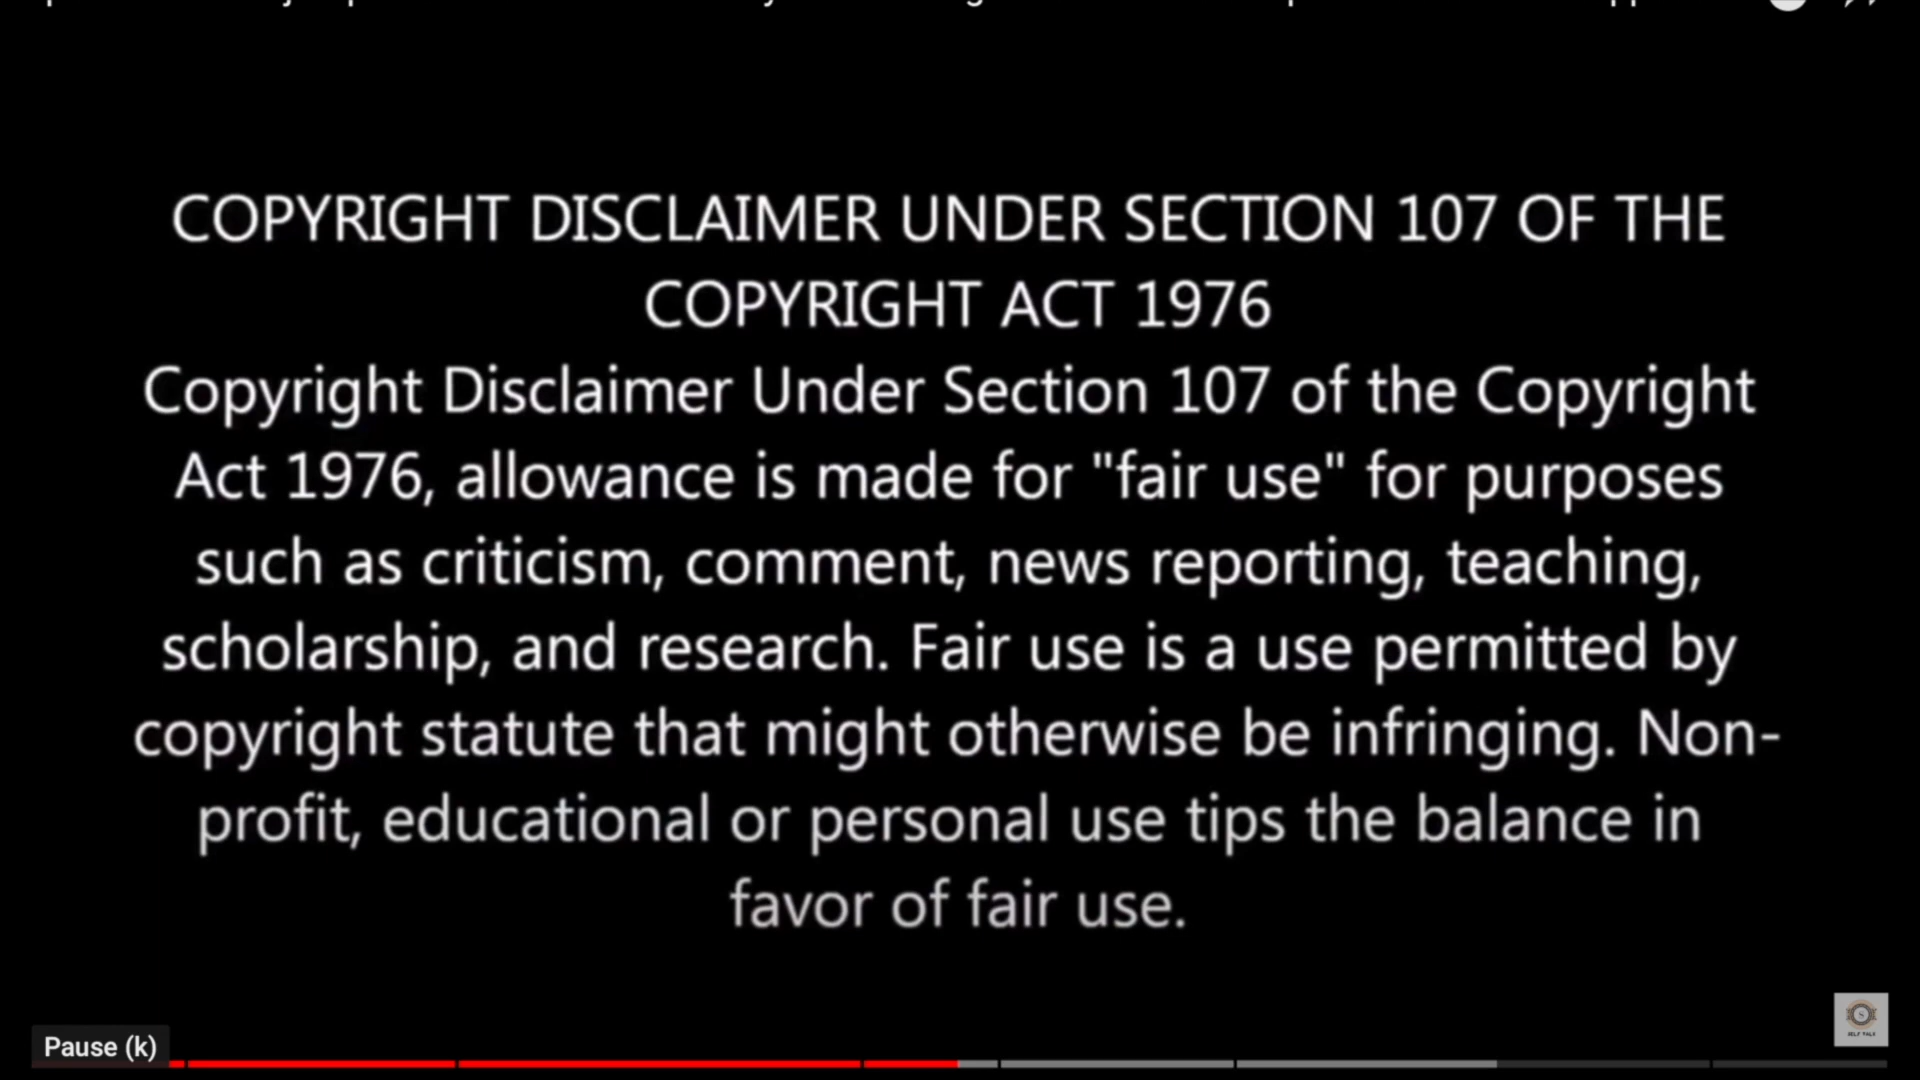 COPYRIGHT DISCLAIMER UNDER SECTION 107 OF THE
COPYRIGHT ACT 1976
Copyright Disclaimer Under Section 107 of the Copyright
Act 1976, allowance is made for "fair use" for purposes
such as criticism, comment, news reporting, teaching,
scholarship, and research. Fair use is a use permitted by
copyright statute that might otherwise be infringing. Non-
profit, educational or personal use tips the balance in
favor of fair use.
SELF TALK
Pause (k)